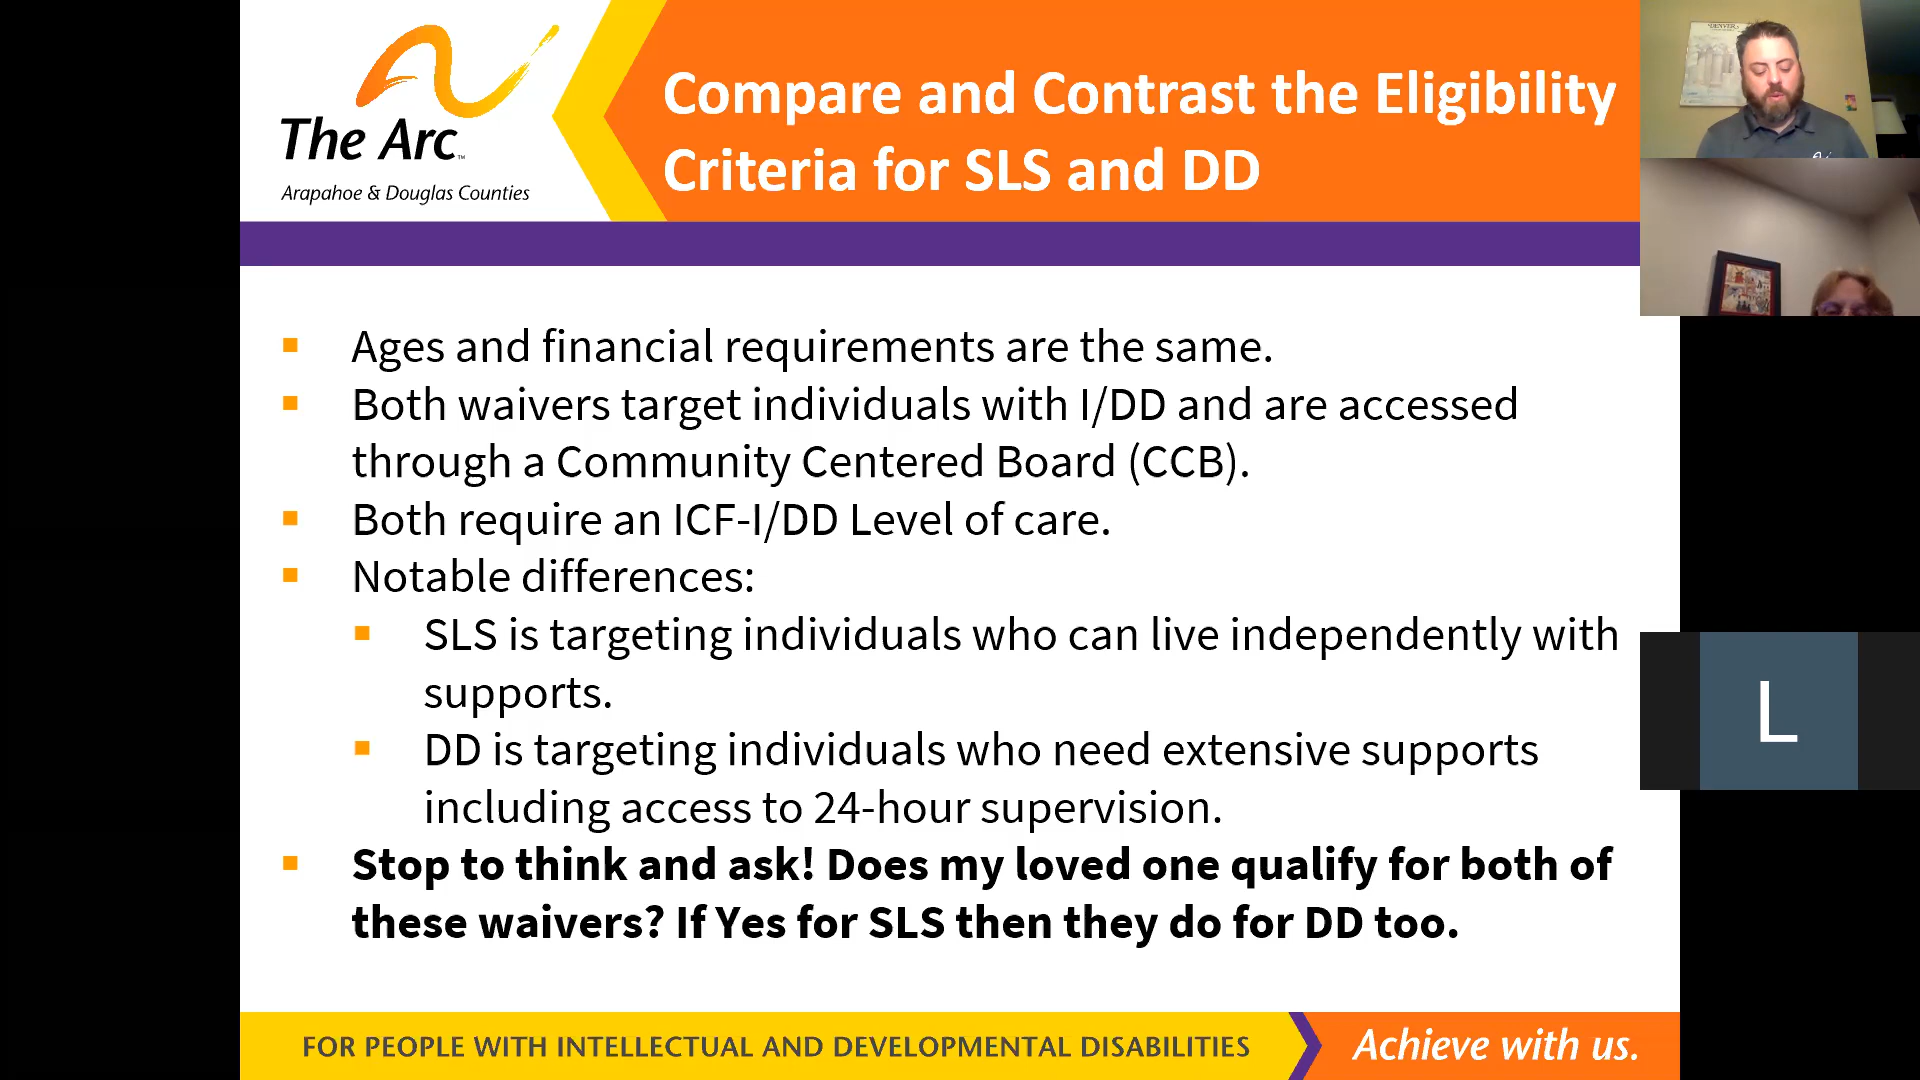 The Arc™
Arapahoe & Douglas Counties
Compare and Contrast the Eligibility
Criteria for SLS and DD
DENVER
▪ Ages and financial requirements are the same.
▪ Both waivers target individuals with I/DD and are accessed
through a Community Centered Board (CCB).
▪ Both require an ICF-I/DD Level of care.
▪ Notable differences:
▪ SLS is targeting individuals who can live independently with
supports.
▪ DD is targeting individuals who need extensive supports
including access to 24-hour supervision.
▪ Stop to think and ask! Does my loved one qualify for both of
these waivers? If Yes for SLS then they do for DD too.
L
FOR PEOPLE WITH INTELLECTUAL AND DEVELOPMENTAL DISABILITIES
Achieve with us.